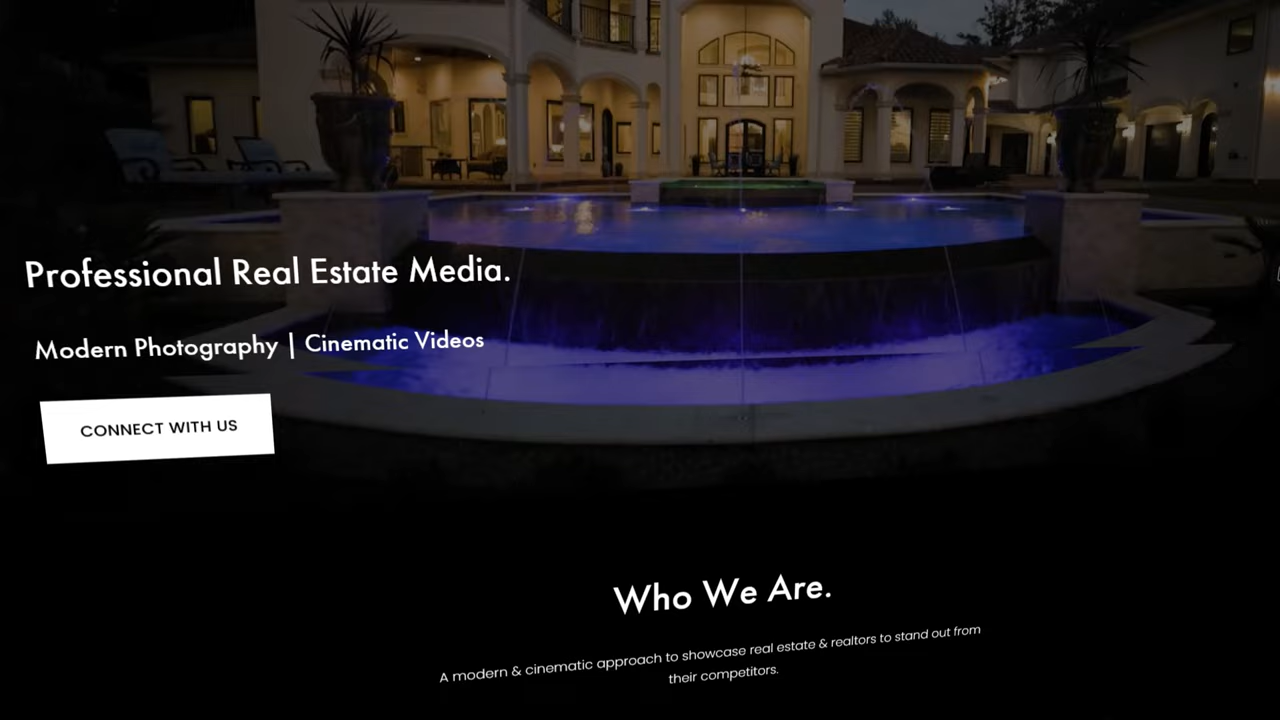 Professional Real Estate Media.
Modern Photography | Cinematic Videos
CONNECT WITH US
Who We Are.
A modern & cinematic approach to showcase real estate & realtors to stand out from
their competitors.